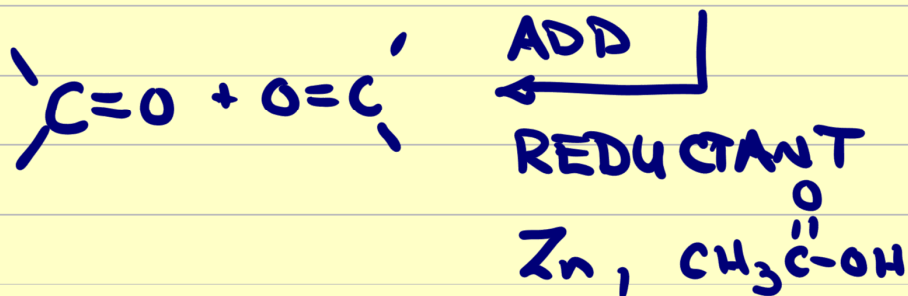 ADD
C=O + O=C
REDUCTANT
O
Zn, CH3C-OH